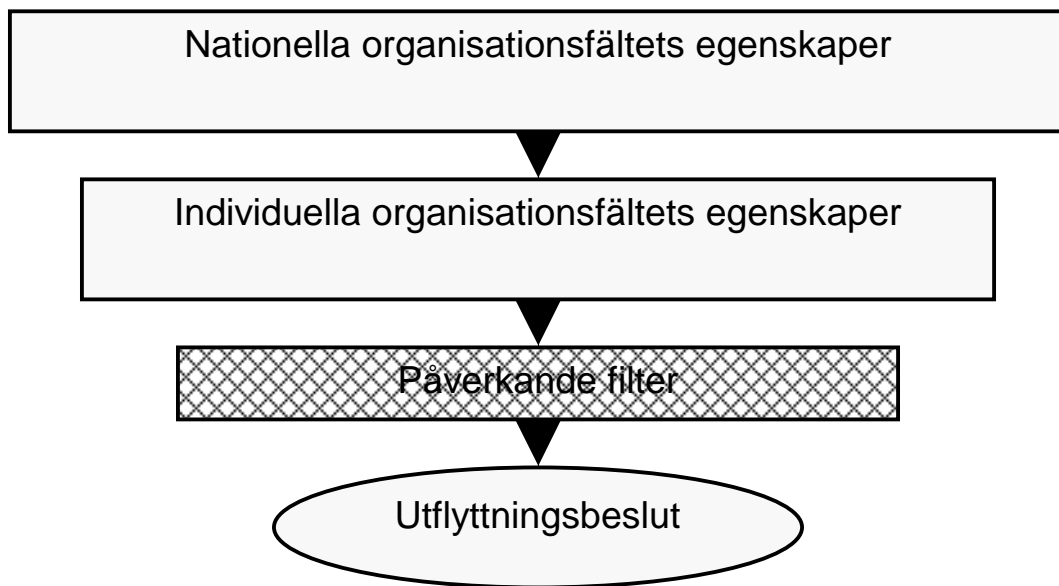 Nationella organisationsfältets egenskaper
Individuella organisationsfältets egenskaper
Påverkande filter
Utflyttningsbeslut